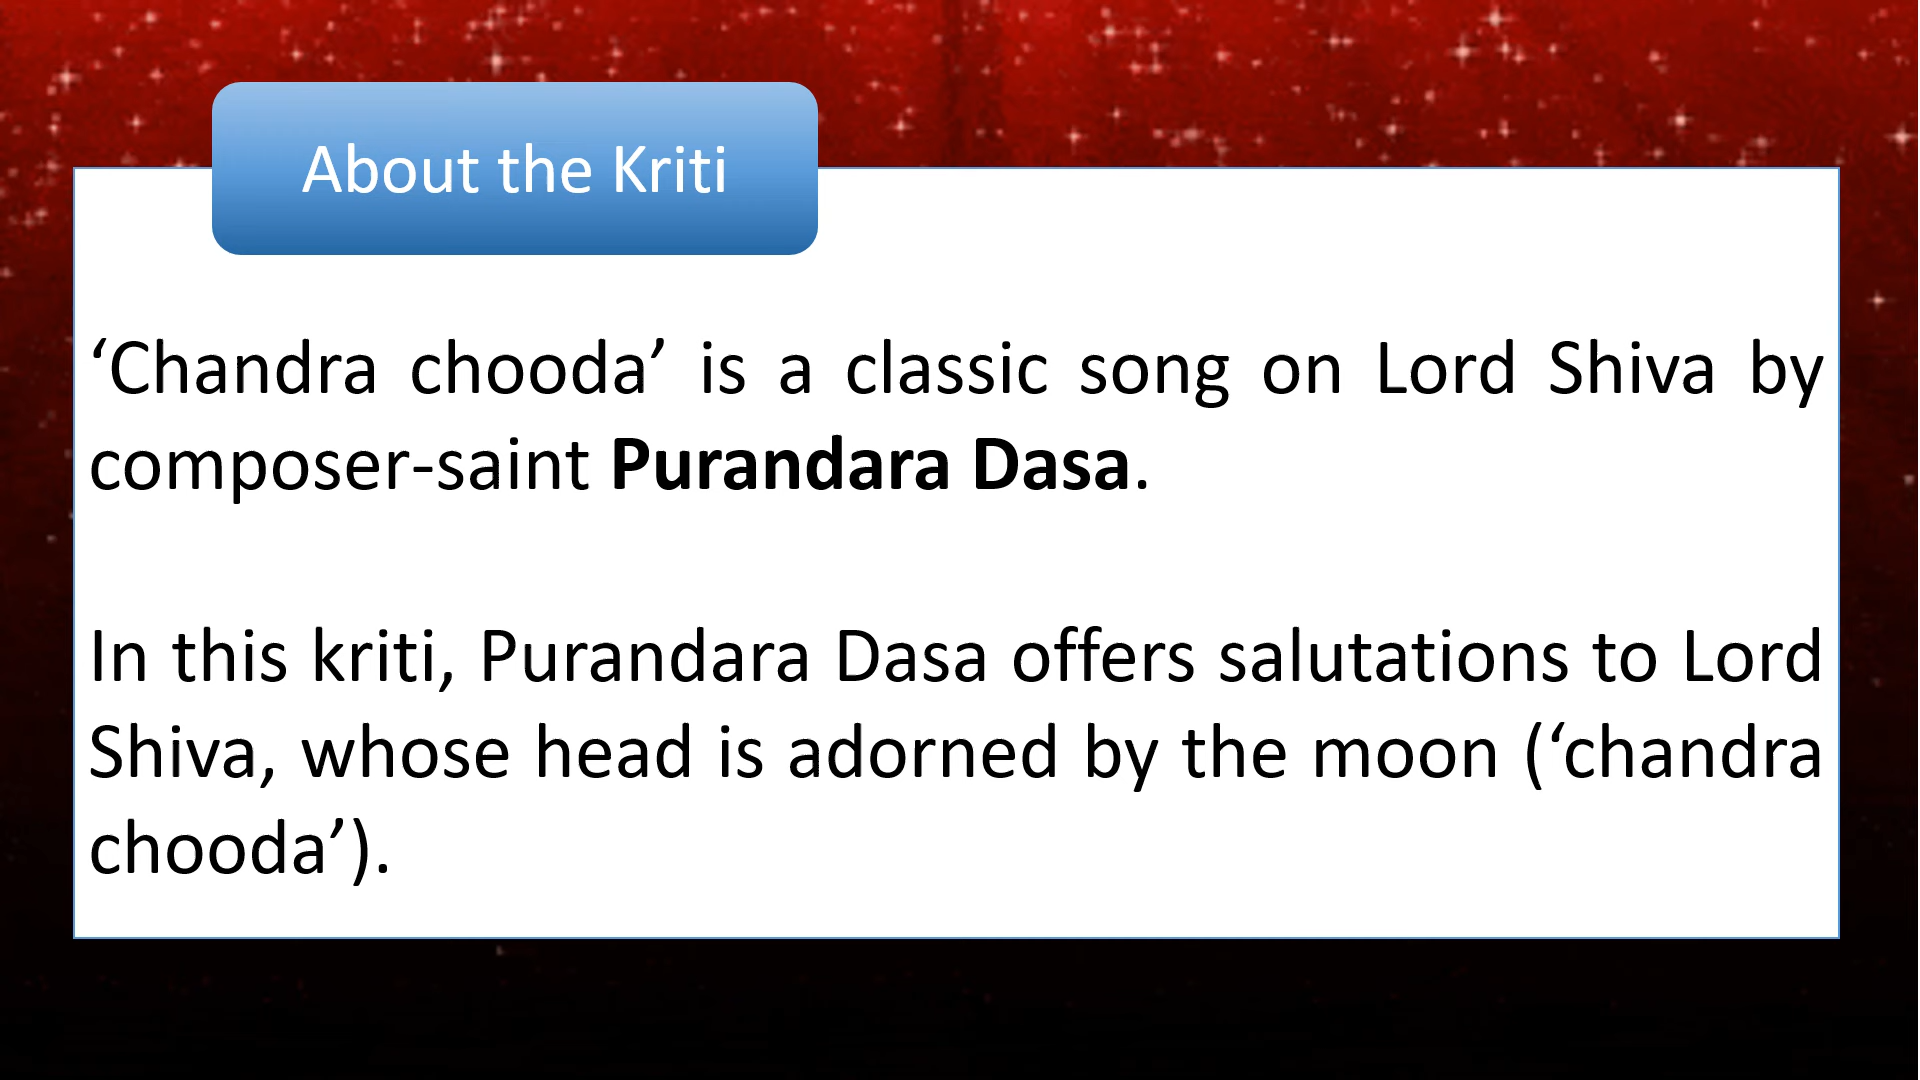 About the Kriti
‘Chandra chooda’ is a classic song on Lord Shiva by
composer-saint Purandara Dasa.
In this kriti, Purandara Dasa offers salutations to Lord
Shiva, whose head is adorned by the moon (‘chandra
chooda’).